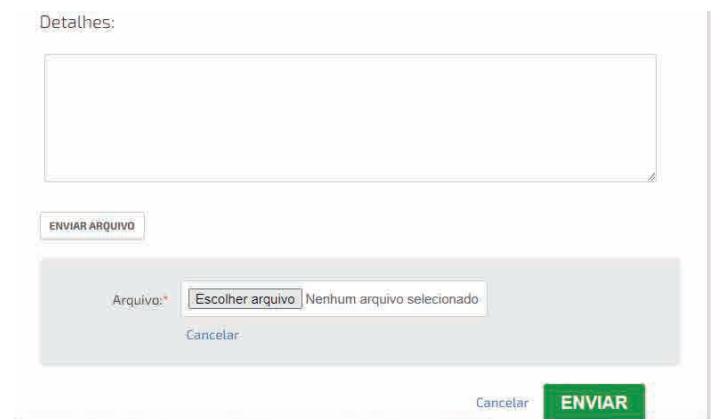 Detalhes:
ENVIAR ARQUIVO
Arquivo:* Escolher arquivo Nenhum arquivo selecionado
Cancelar
Cancelar ENVIAR